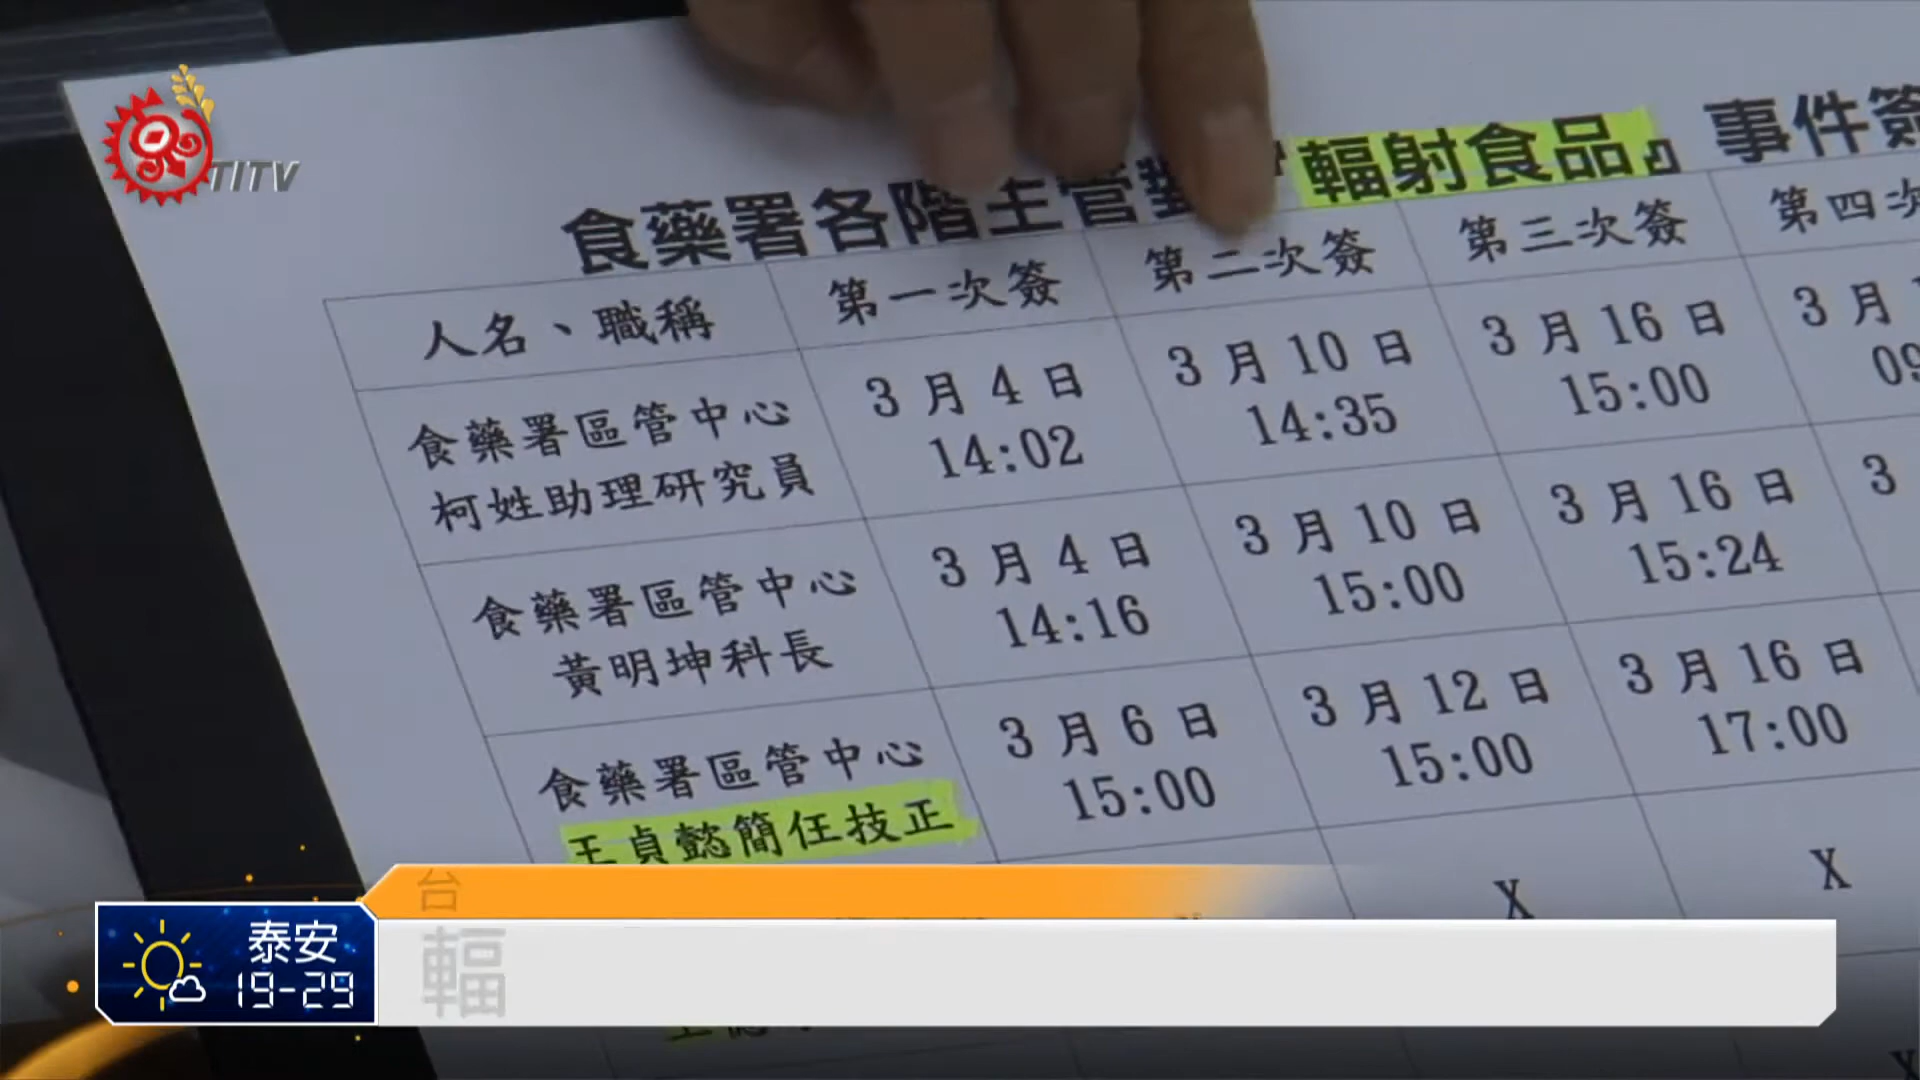 TITV
食藥署各階主管對『輻射食品』事件簽
人名、職稱 第一次簽 第二次簽 第三次簽 第四次
食藥署區管中心 3月4日 3月10日 3月16日 3月
柯姓助理研究員 14:02 14:35 15:00 09
食藥署區管中心 3月4日 3月10日 3月16日 3
黃明坤科長 14:16 15:00 15:24
食藥署區管中心 3月6日 3月12日 3月16日
王貞懿簡任技正 15:00 15:00 17:00
X X
台
輻
泰安
19-29
X